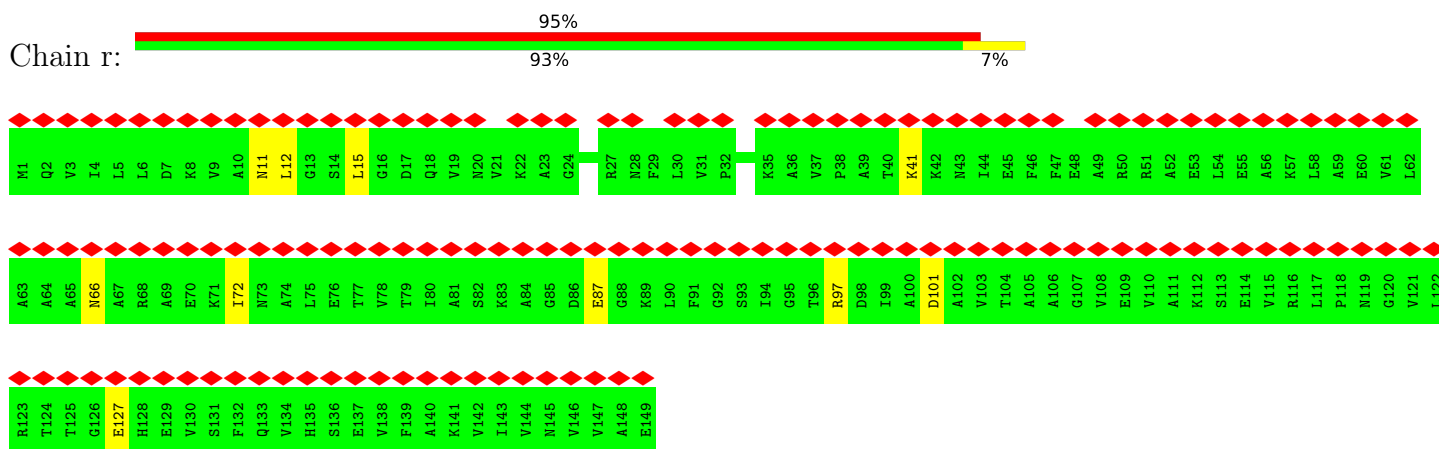 95%
Chain r:
93% 7%
M1 Q2 V3 I4 L5 L6 D7 K8 V9 A10 N11 L12 G13 S14 L15 G16 D17 Q18 V19 N20 V21 K22 A23 G24 R27 N28 F29 L30 V31 P32 K35 A36 V37 P38 A39 T40 K41 K42 N43 I44 E45 F46 F47 E48 A49 R50 R51 A52 E53 L54 E55 A56 K57 L58 A59 E60 V61 L62
A63 A64 A65 N66 A67 R68 A69 E70 K71 I72 N73 A74 L75 E76 T77 V78 T79 I80 A81 S82 K83 A84 G85 D86 E87 G88 K89 L90 F91 G92 S93 I94 G95 T96 R97 D98 I99 A100 D101 A102 V103 T104 A105 A106 G107 V108 E109 V110 A111 K112 S113 E114 V115 R116 L117 P118 N119 G120 V121 L122
R123 T124 T125 G126 E127 H128 E129 V130 S131 F132 Q133 V134 H135 S136 E137 V138 F139 A140 K141 V142 I143 V144 N145 V146 V147 A148 E149